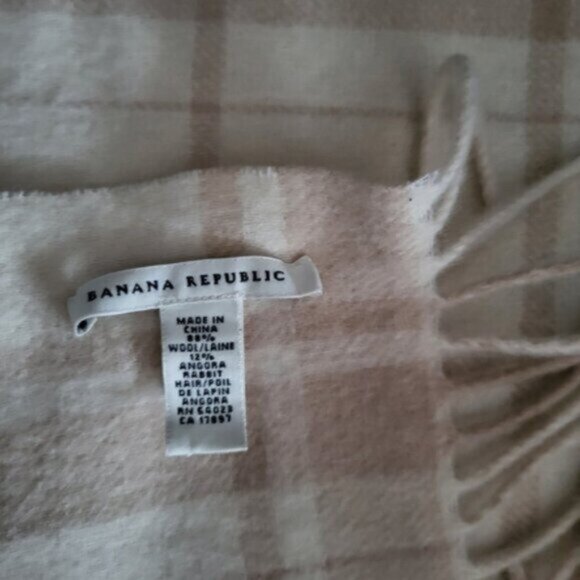 BANANA REPUBLIC
MADE IN
CHINA
88%
WOOL/LAINE
12%
ANGORA
RABBIT
HAIR/POIL
DE LAPIN
ANGORA
RN 66023
CA 17897